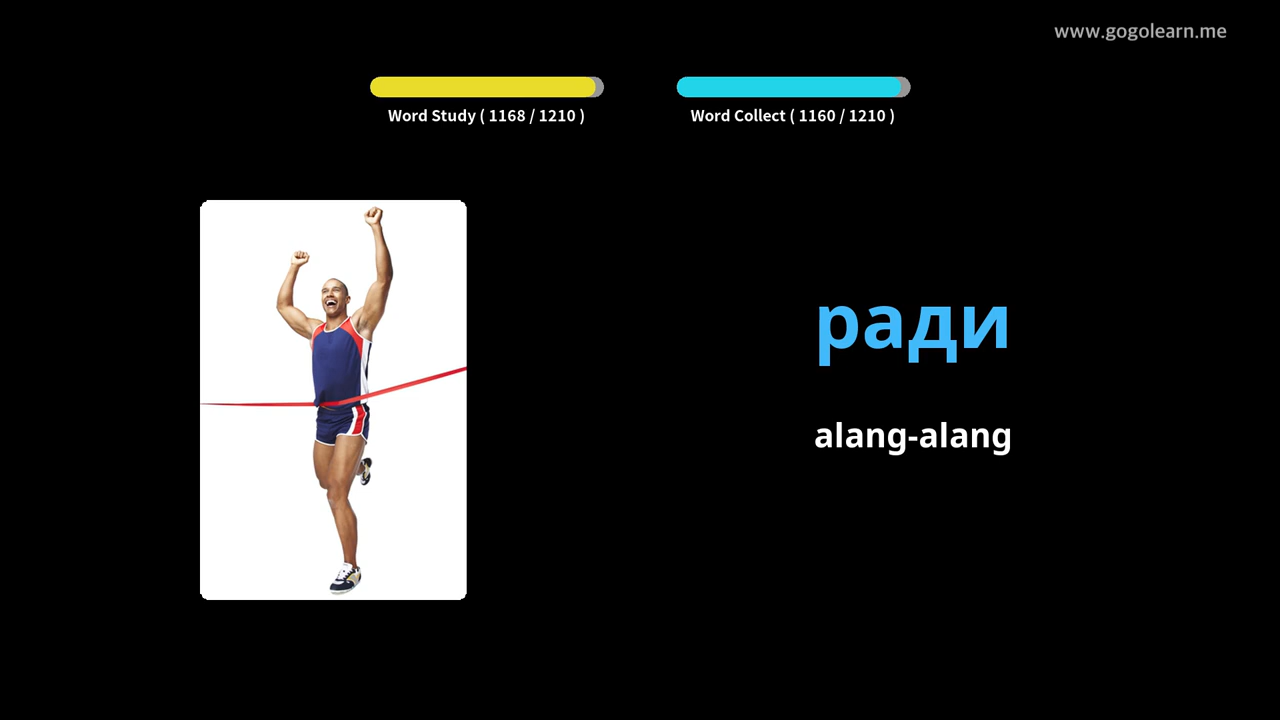 www.gogolearn.me
Word Study ( 1168 / 1210 )
Word Collect ( 1160 / 1210 )
ради
alang-alang